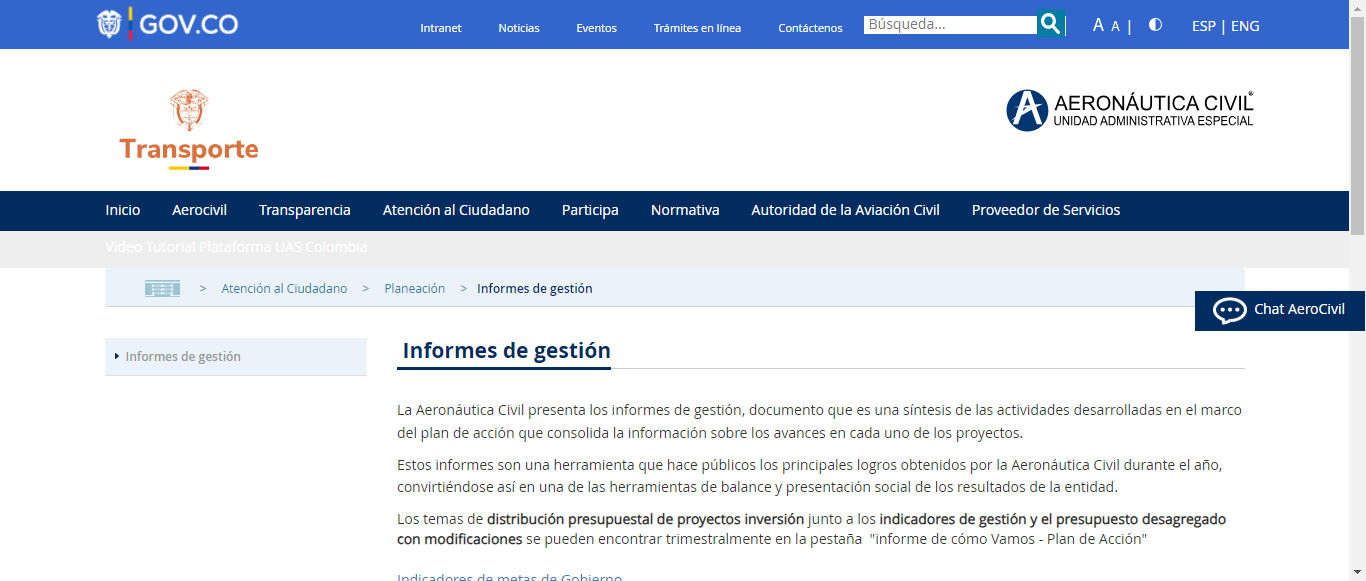 GOV.CO
Intranet Noticias Eventos Trámites en línea Contáctenos Búsqueda... A A | ESP | ENG
Transporte
AERONÁUTICA CIVIL®
UNIDAD ADMINISTRATIVA ESPECIAL
Inicio Aerocivil Transparencia Atención al Ciudadano Participa Normativa Autoridad de la Aviación Civil Proveedor de Servicios
Video Tutorial Plataforma UAS Colombia
> Atención al Ciudadano > Planeación > Informes de gestión
Chat AeroCivil
Informes de gestión
Informes de gestión
La Aeronáutica Civil presenta los informes de gestión, documento que es una síntesis de las actividades desarrolladas en el marco
del plan de acción que consolida la información sobre los avances en cada uno de los proyectos.
Estos informes son una herramienta que hace públicos los principales logros obtenidos por la Aeronáutica Civil durante el año,
convirtiéndose así en una de las herramientas de balance y presentación social de los resultados de la entidad.
Los temas de distribución presupuestal de proyectos inversión junto a los indicadores de gestión y el presupuesto desagregado
con modificaciones se pueden encontrar trimestralmente en la pestaña "informe de cómo Vamos - Plan de Acción"
Indicadores de metas de Gobierno